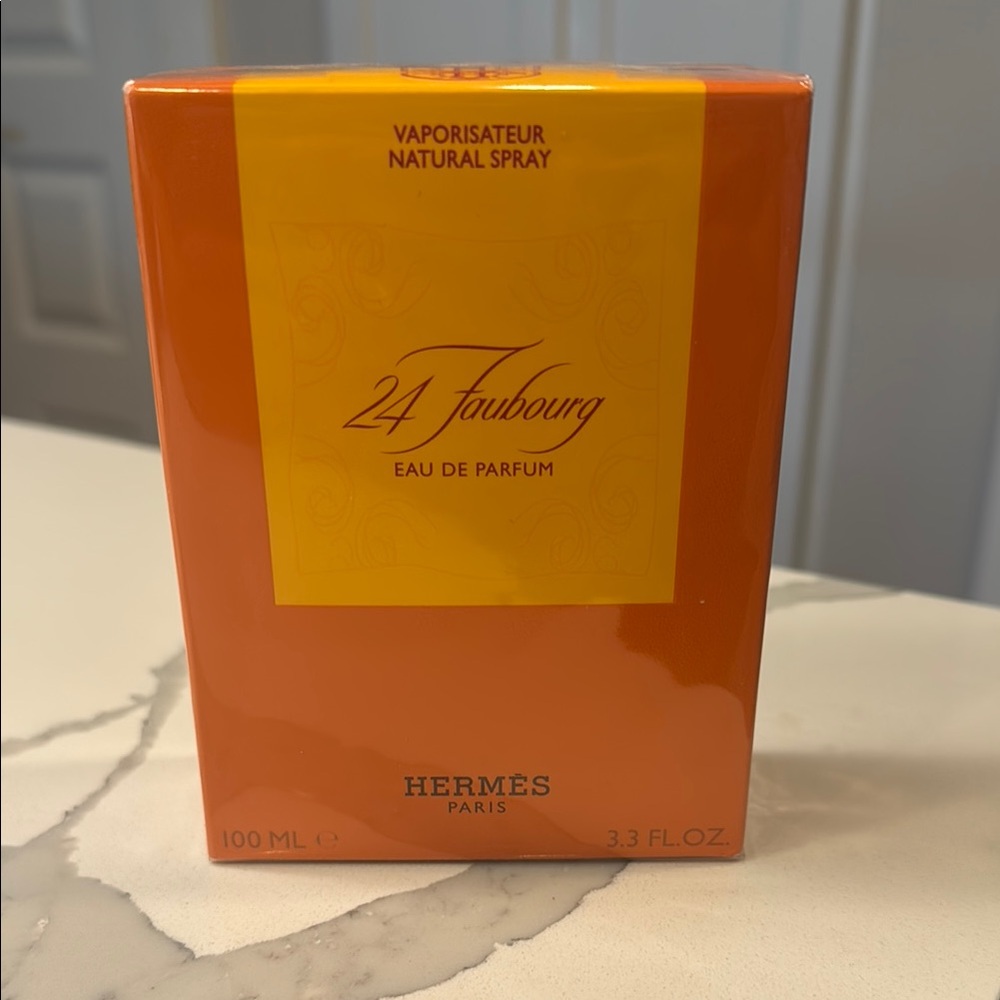 VAPORISATEUR
NATURAL SPRAY
24 Faubourg
EAU DE PARFUM
HERMÈS
PARIS
100 ML ℮
3.3 FL.OZ.